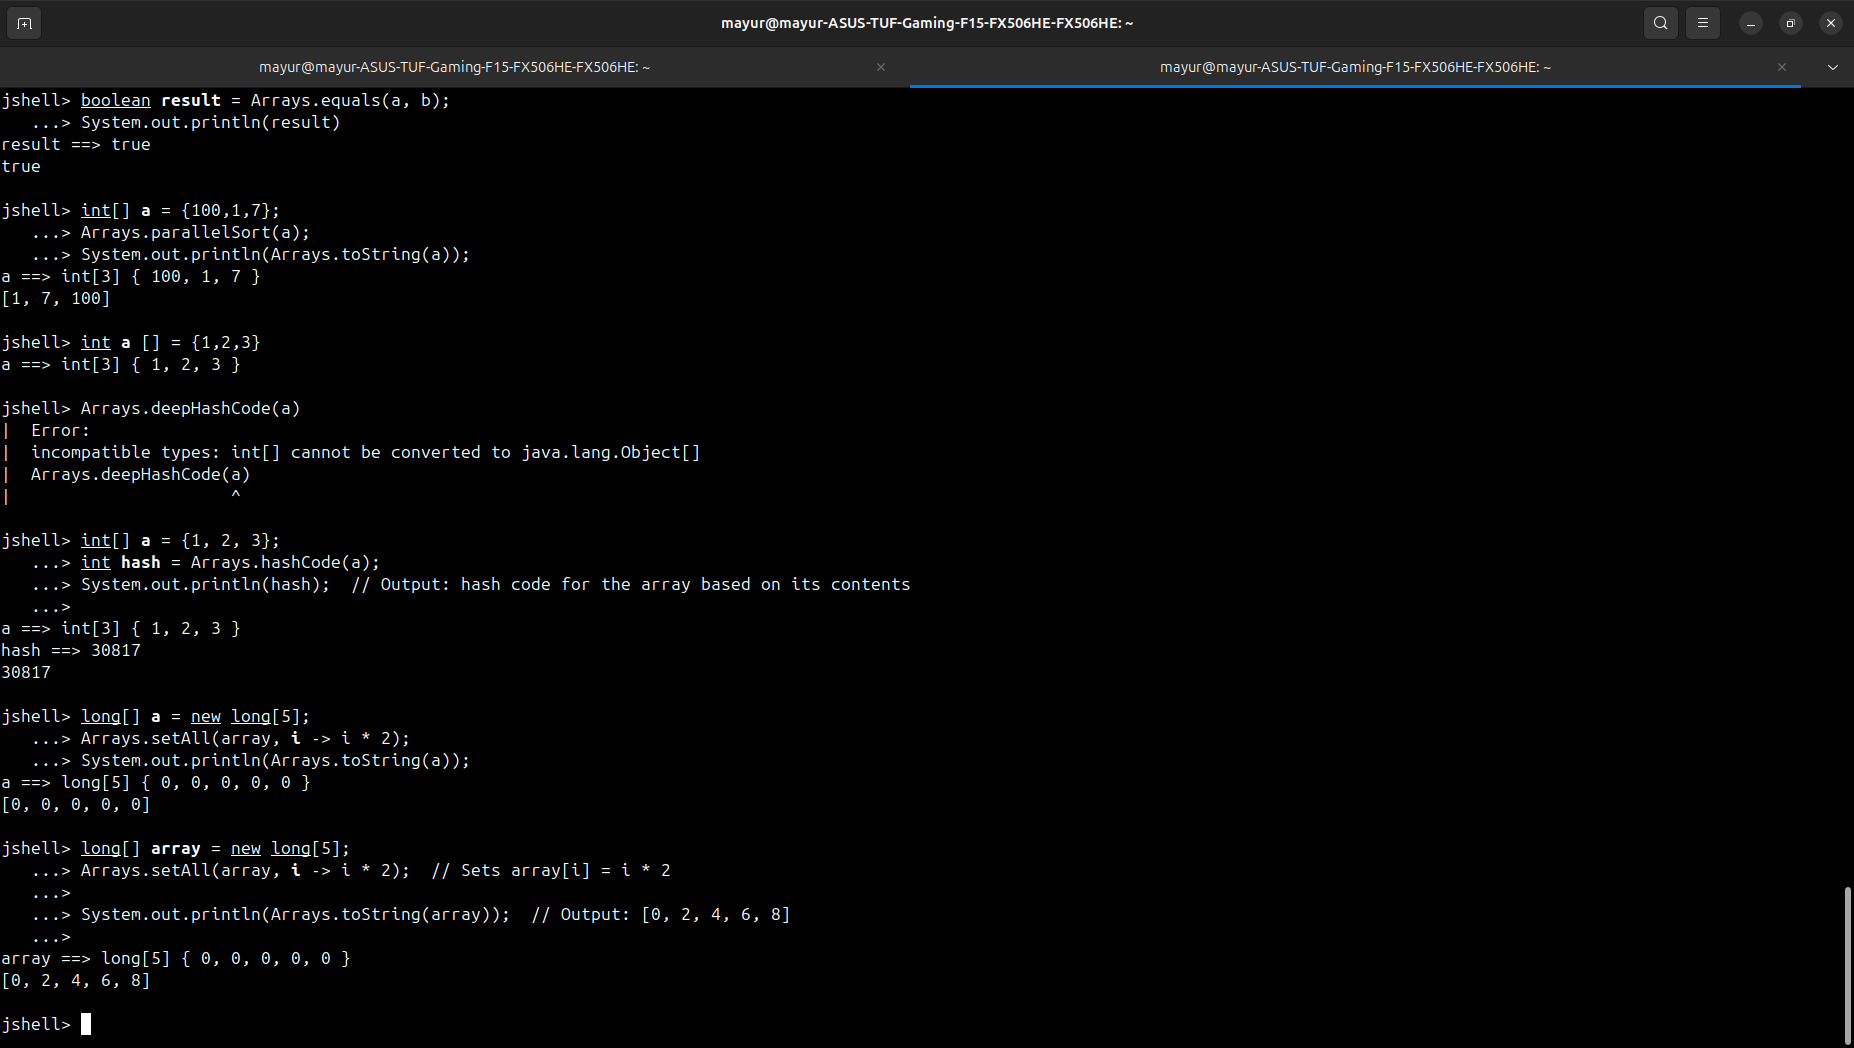 mayur@mayur-ASUS-TUF-Gaming-F15-FX506HE-FX506HE: ~
mayur@mayur-ASUS-TUF-Gaming-F15-FX506HE-FX506HE: ~
mayur@mayur-ASUS-TUF-Gaming-F15-FX506HE-FX506HE: ~
jshell> boolean result = Arrays.equals(a, b);
   ...> System.out.println(result)
result ==> true
true
jshell> int[] a = {100,1,7};
   ...> Arrays.parallelSort(a);
   ...> System.out.println(Arrays.toString(a));
a ==> int[3] { 100, 1, 7 }
[1, 7, 100]
jshell> int a [] = {1,2,3}
a ==> int[3] { 1, 2, 3 }
jshell> Arrays.deepHashCode(a)
|  Error:
|  incompatible types: int[] cannot be converted to java.lang.Object[]
|  Arrays.deepHashCode(a)
|                      ^
jshell> int[] a = {1, 2, 3};
   ...> int hash = Arrays.hashCode(a);
   ...> System.out.println(hash);  // Output: hash code for the array based on its contents
   ...>
a ==> int[3] { 1, 2, 3 }
hash ==> 30817
30817
jshell> long[] a = new long[5];
   ...> Arrays.setAll(array, i -> i * 2);
   ...> System.out.println(Arrays.toString(a));
a ==> long[5] { 0, 0, 0, 0, 0 }
[0, 0, 0, 0, 0]
jshell> long[] array = new long[5];
   ...> Arrays.setAll(array, i -> i * 2);  // Sets array[i] = i * 2
   ...>
   ...> System.out.println(Arrays.toString(array));  // Output: [0, 2, 4, 6, 8]
   ...>
array ==> long[5] { 0, 0, 0, 0, 0 }
[0, 2, 4, 6, 8]
jshell>